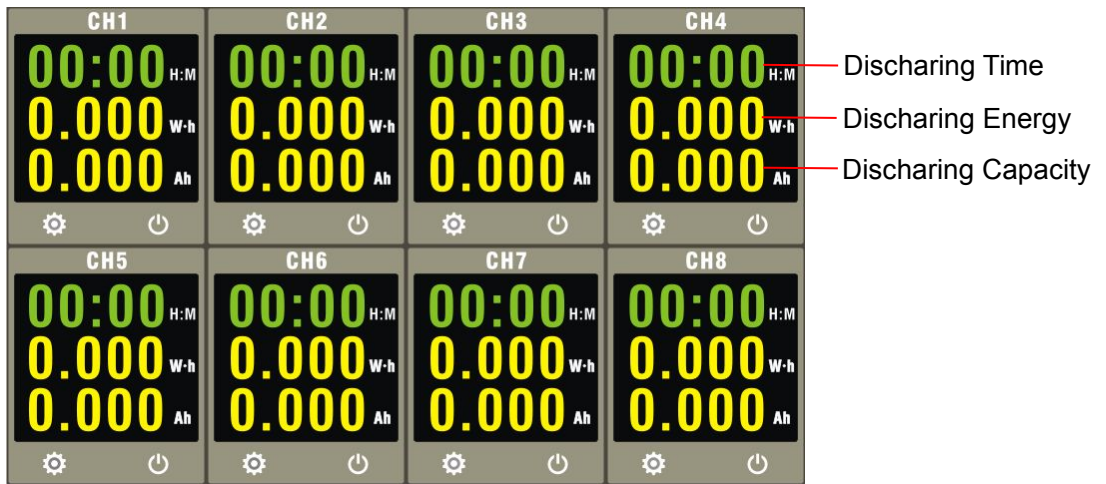 CH1 CH2 CH3 CH4
00:00 H:M 00:00 H:M 00:00 H:M 00:00 H:M Discharing Time
0.000 W·h 0.000 W·h 0.000 W·h 0.000 W·h Discharing Energy
0.000 Ah 0.000 Ah 0.000 Ah 0.000 Ah Discharing Capacity
CH5 CH6 CH7 CH8
00:00 H:M 00:00 H:M 00:00 H:M 00:00 H:M
0.000 W·h 0.000 W·h 0.000 W·h 0.000 W·h
0.000 Ah 0.000 Ah 0.000 Ah 0.000 Ah